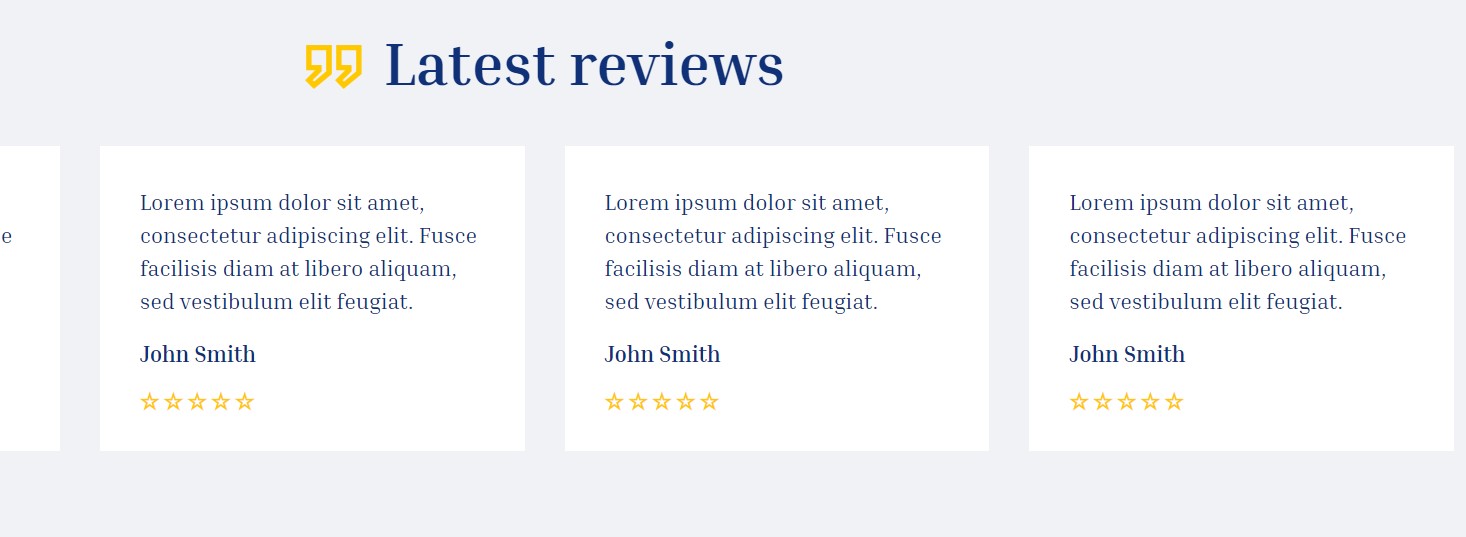 Latest reviews
e
Lorem ipsum dolor sit amet,
consectetur adipiscing elit. Fusce
facilisis diam at libero aliquam,
sed vestibulum elit feugiat.
John Smith
Lorem ipsum dolor sit amet,
consectetur adipiscing elit. Fusce
facilisis diam at libero aliquam,
sed vestibulum elit feugiat.
John Smith
Lorem ipsum dolor sit amet,
consectetur adipiscing elit. Fusce
facilisis diam at libero aliquam,
sed vestibulum elit feugiat.
John Smith